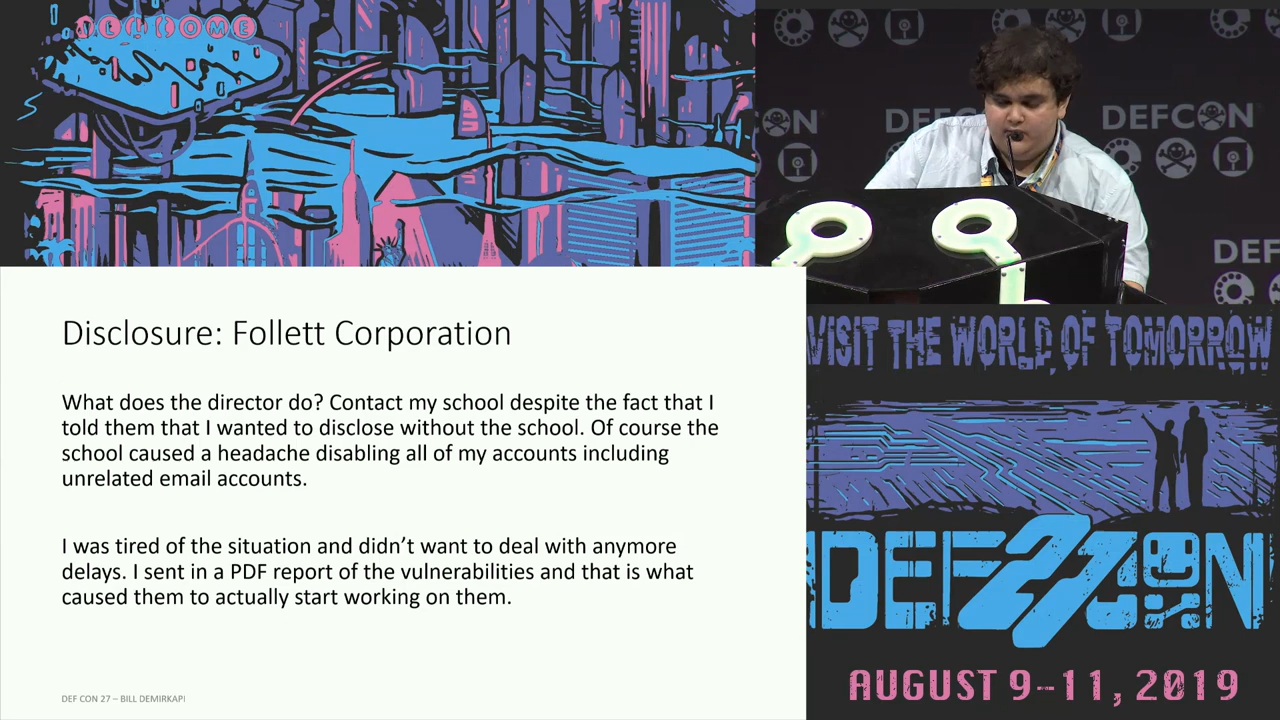 WELCOME
DEFCON
DEFCON
DEFCON
DEFCON
Disclosure: Follett Corporation
What does the director do? Contact my school despite the fact that I
told them that I wanted to disclose without the school. Of course the
school caused a headache disabling all of my accounts including
unrelated email accounts.
I was tired of the situation and didn’t want to deal with anymore
delays. I sent in a PDF report of the vulnerabilities and that is what
caused them to actually start working on them.
DEF CON 27 – BILL DEMIRKAPI
VISIT THE WORLD OF TOMORROW
DEF27CON
AUGUST 9-11, 2019